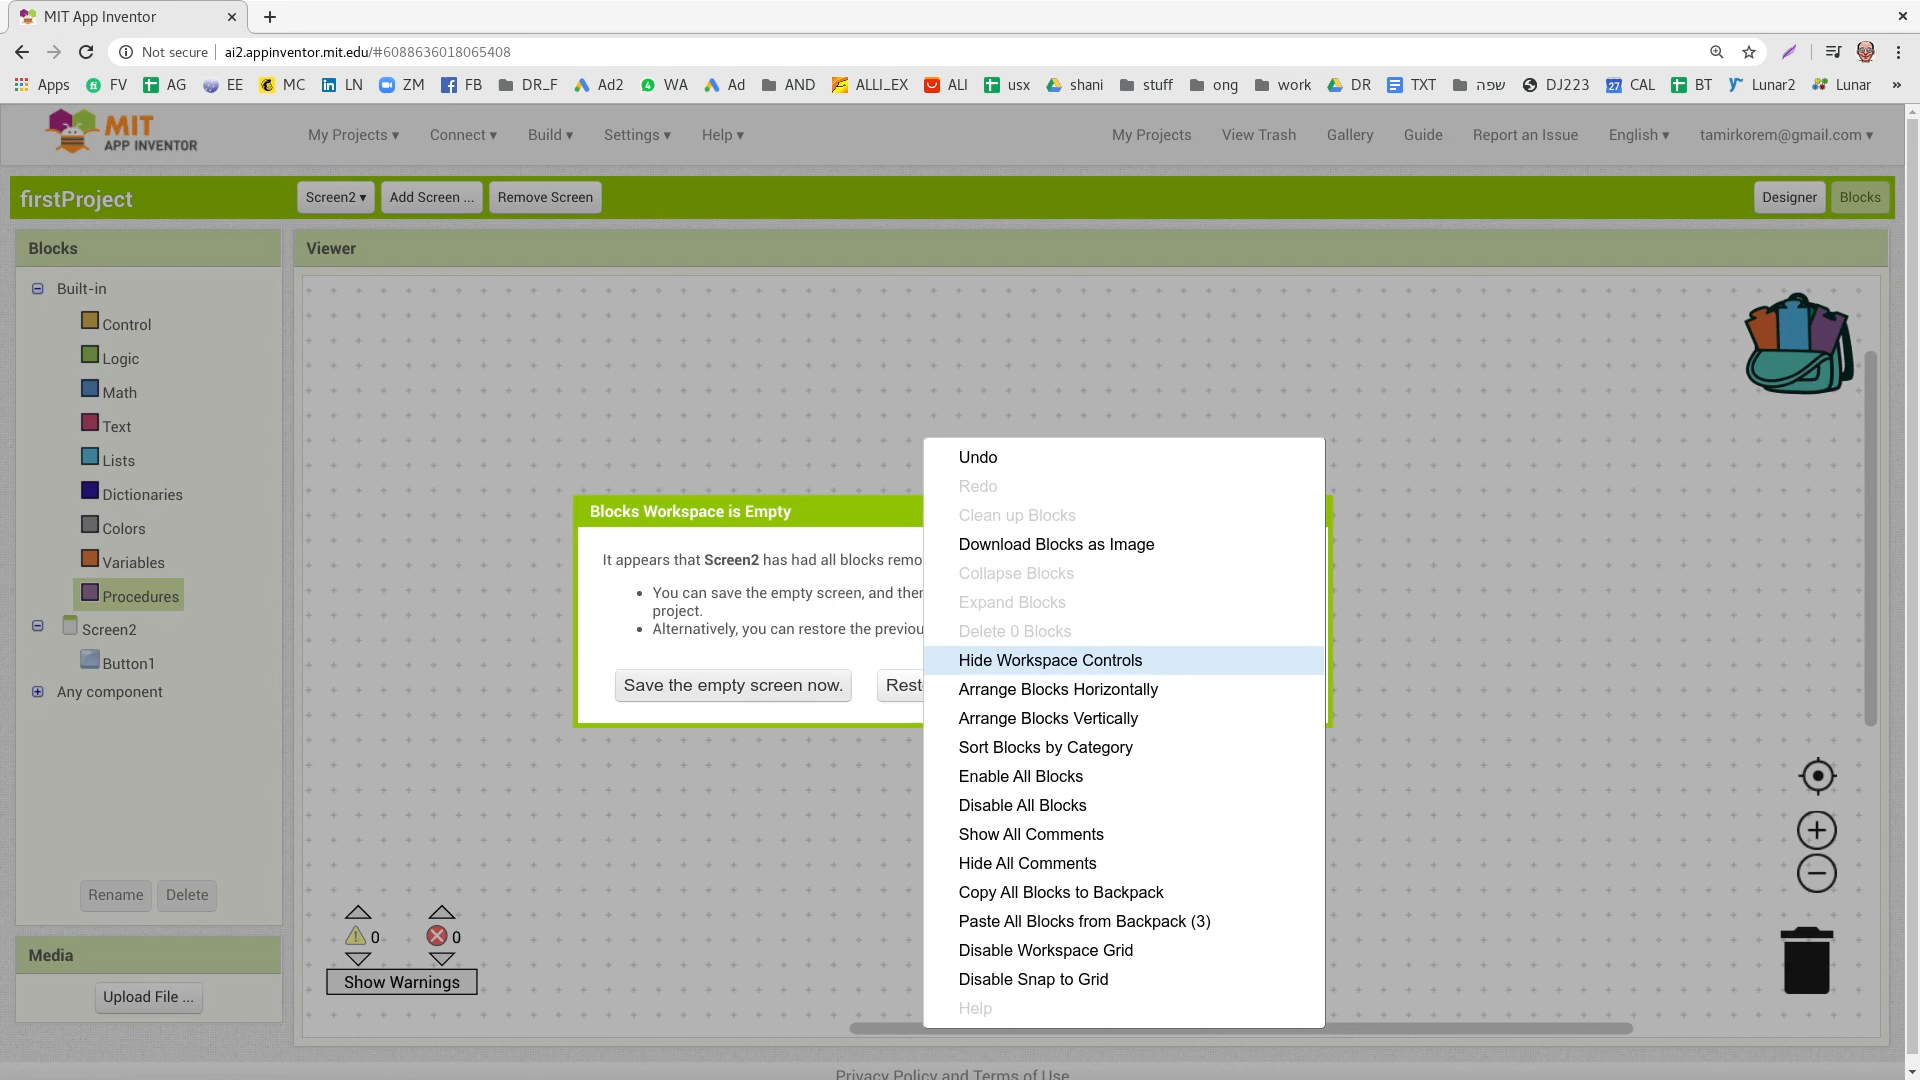 MIT App Inventor
Not secure
ai2.appinventor.mit.edu/#6088636018065408
Apps FV AG EE MC LN ZM FB DR_F Ad2 WA Ad AND ALLI_EX ALI usx shani stuff ong work DR TXT שפה DJ223 27 CAL BT Lunar2 Lunar »
MIT
APP INVENTOR
My Projects ▾ Connect ▾ Build ▾ Settings ▾ Help ▾ My Projects View Trash Gallery Guide Report an Issue English ▾ tamirkorem@gmail.com ▾
firstProject Screen2 ▾ Add Screen ... Remove Screen Designer Blocks
Blocks
Viewer
Built-in
Control
Logic
Math
Text
Lists
Dictionaries
Colors
Variables
Procedures
Screen2
Button1
Any component
Rename Delete
Media
Upload File ...
Blocks Workspace is Empty
It appears that Screen2 has had all blocks remo
• You can save the empty screen, and then
project.
• Alternatively, you can restore the previou
Save the empty screen now. Rest
Undo
Redo
Clean up Blocks
Download Blocks as Image
Collapse Blocks
Expand Blocks
Delete 0 Blocks
Hide Workspace Controls
Arrange Blocks Horizontally
Arrange Blocks Vertically
Sort Blocks by Category
Enable All Blocks
Disable All Blocks
Show All Comments
Hide All Comments
Copy All Blocks to Backpack
Paste All Blocks from Backpack (3)
Disable Workspace Grid
Disable Snap to Grid
Help
0 0
Show Warnings
Privacy Policy and Terms of Use